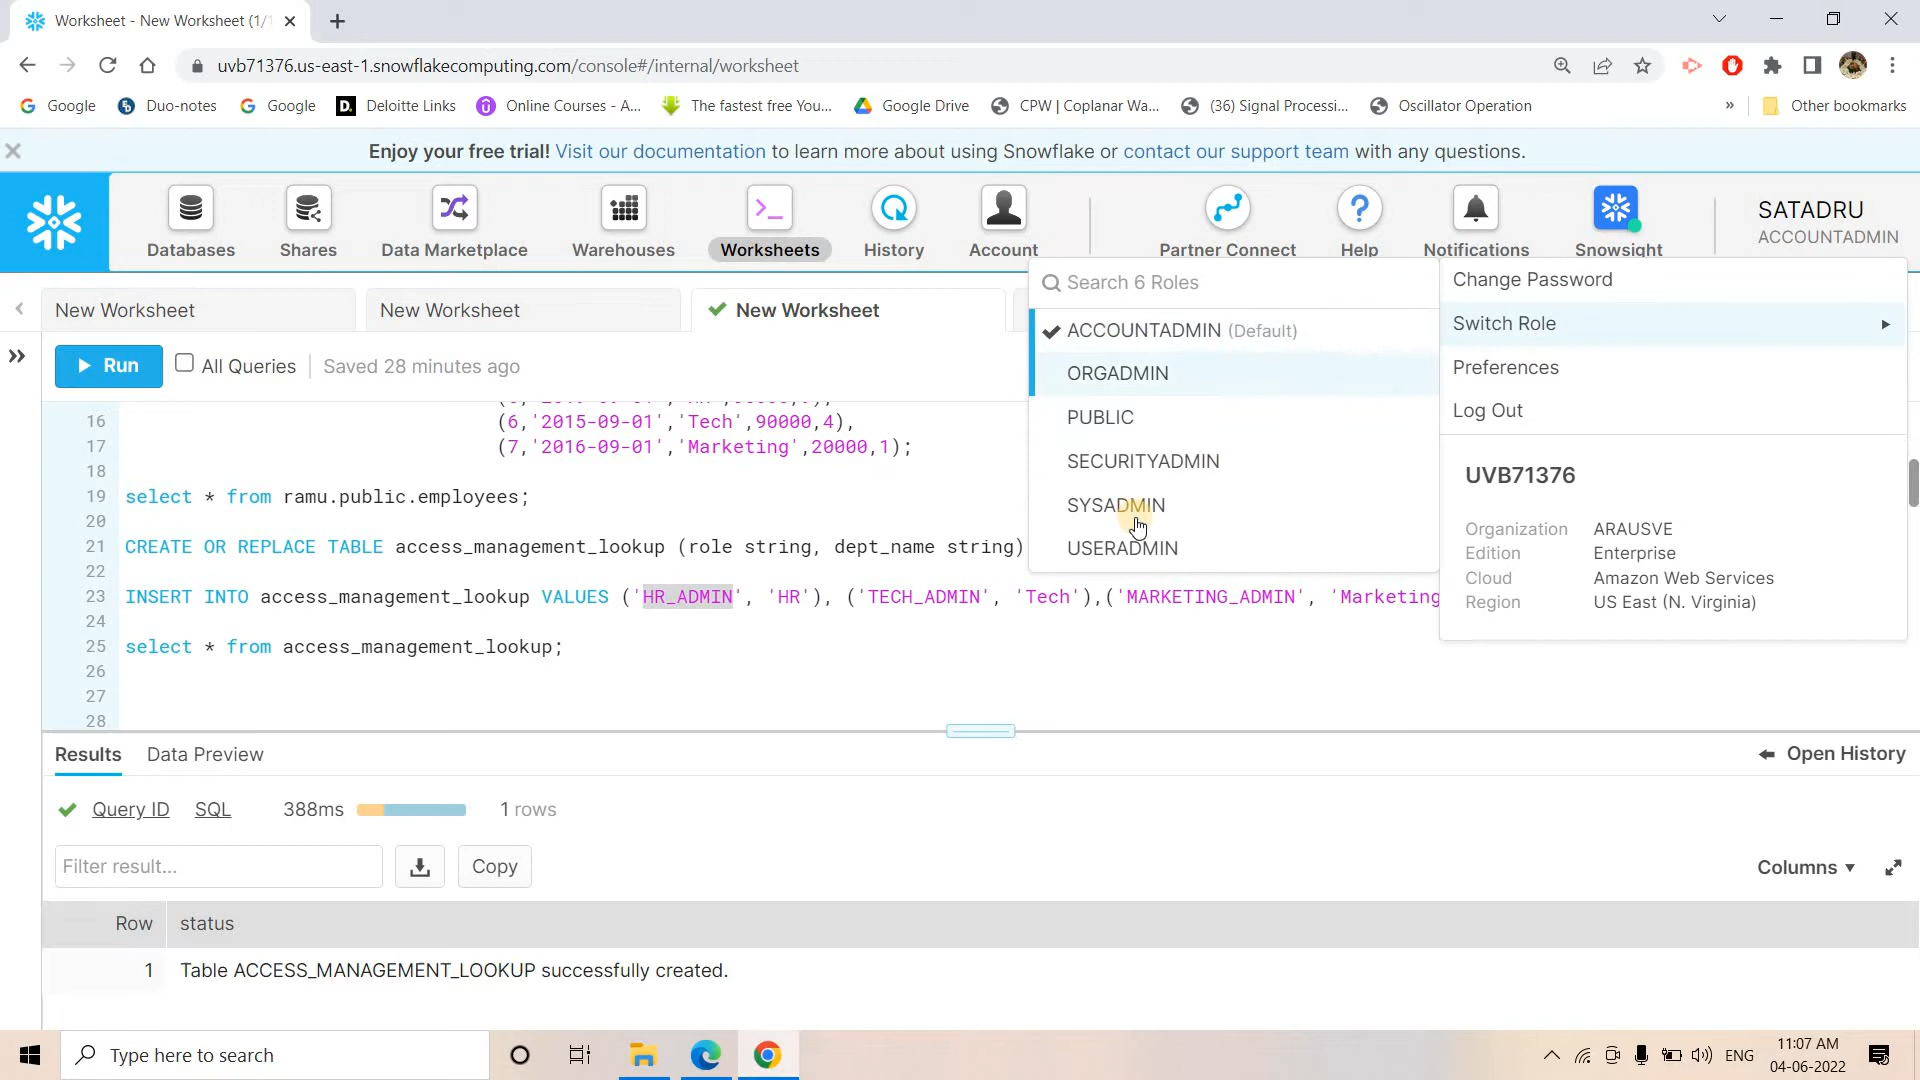 Worksheet - New Worksheet (1/1
uvb71376.us-east-1.snowflakecomputing.com/console#/internal/worksheet
Google
Duo-notes
Google
Deloitte Links
Online Courses - A...
The fastest free You...
Google Drive
CPW | Coplanar Wa...
(36) Signal Processi...
Oscillator Operation
»
Other bookmarks
Enjoy your free trial! Visit our documentation to learn more about using Snowflake or contact our support team with any questions.
Databases
Shares
Data Marketplace
Warehouses
Worksheets
History
Account
Partner Connect
Help
Notifications
Snowsight
SATADRU
ACCOUNTADMIN
Search 6 Roles
ACCOUNTADMIN (Default)
ORGADMIN
PUBLIC
SECURITYADMIN
SYSADMIN
USERADMIN
Change Password
Switch Role
Preferences
Log Out
UVB71376
Organization ARAUSVE
Edition Enterprise
Cloud Amazon Web Services
Region US East (N. Virginia)
New Worksheet
New Worksheet
New Worksheet
Run
All Queries
Saved 28 minutes ago
16 (6,'2015-09-01','Tech',90000,4),
17 (7,'2016-09-01','Marketing',20000,1);
18
19 select * from ramu.public.employees;
20
21 CREATE OR REPLACE TABLE access_management_lookup (role string, dept_name string)
22
23 INSERT INTO access_management_lookup VALUES ('HR_ADMIN', 'HR'), ('TECH_ADMIN', 'Tech'),('MARKETING_ADMIN', 'Marketing
24
25 select * from access_management_lookup;
26
27
28
Results
Data Preview
Open History
Query ID
SQL
388ms
1 rows
Filter result...
Copy
Columns
Row status
1 Table ACCESS_MANAGEMENT_LOOKUP successfully created.
Type here to search
ENG
11:07 AM
04-06-2022